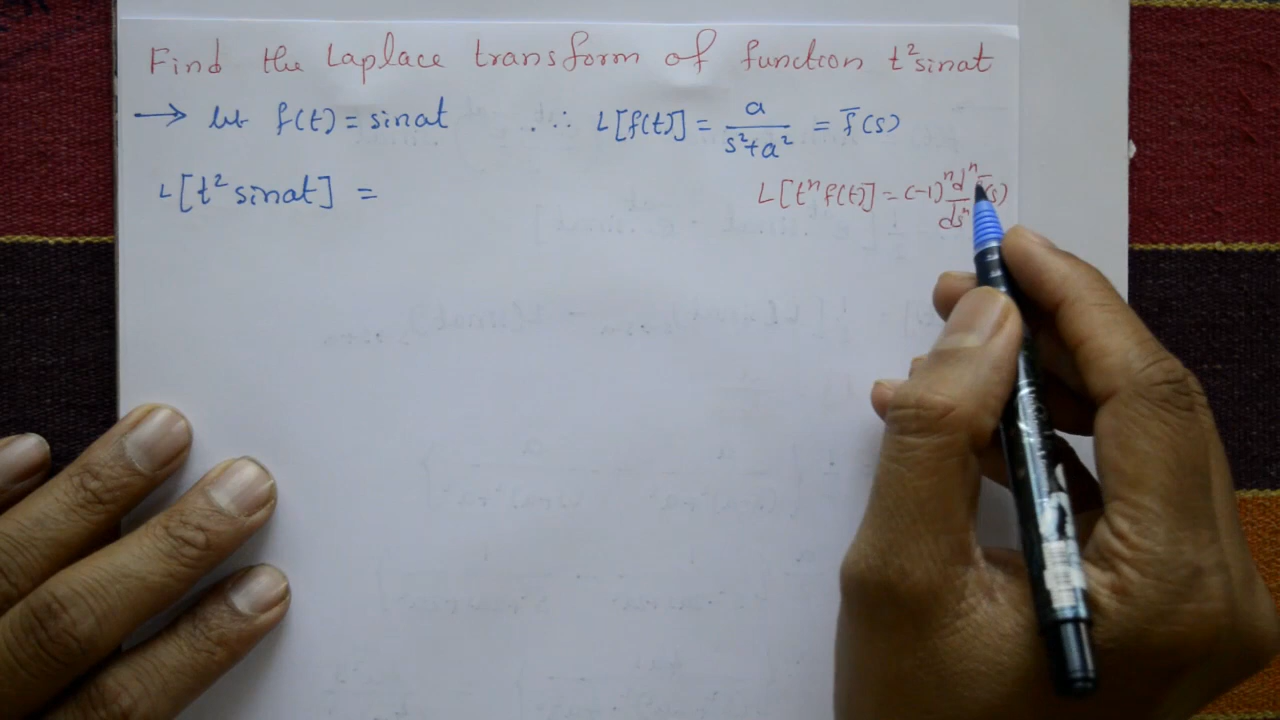 Find the Laplace transform of function t²sinat
→ let f(t) = sinat ∴ L[f(t)] = a/(s²+a²) = f̄(s)
L[t² sinat] = L[tⁿ f(t)] = (-1)ⁿ dⁿ/dsⁿ (s)